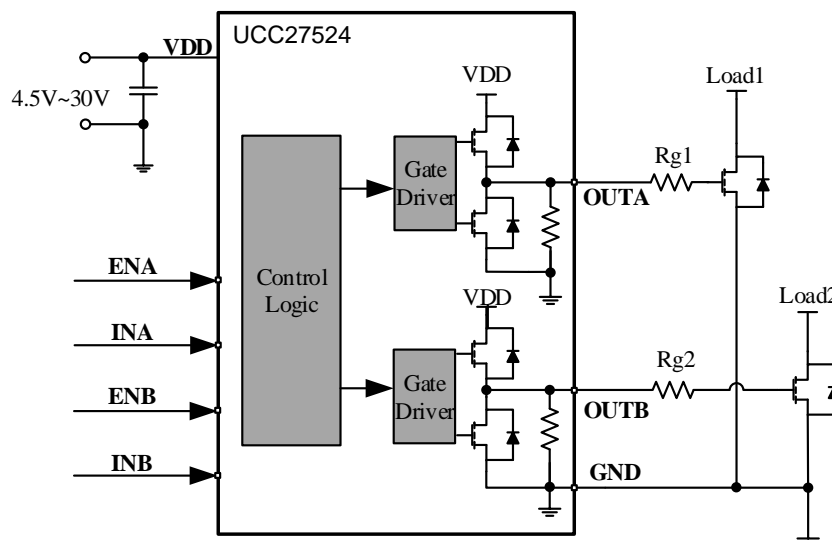 UCC27524
VDD
4.5V~30V
VDD
Load1
Gate
Driver
Rg1
OUTA
ENA
Control
Logic
INA
VDD
Load2
ENB
Gate
Driver
Rg2
OUTB
INB
GND